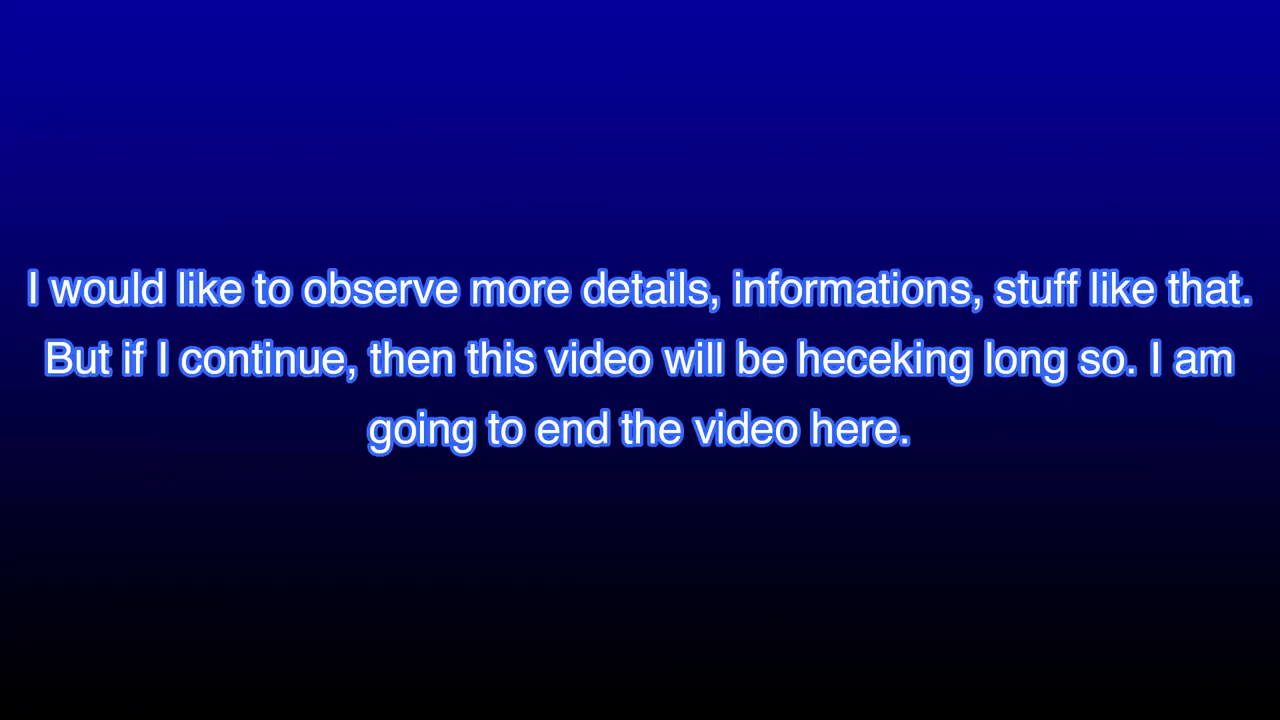 I would like to observe more details, informations, stuff like that.
But if I continue, then this video will be heceking long so. I am
going to end the video here.